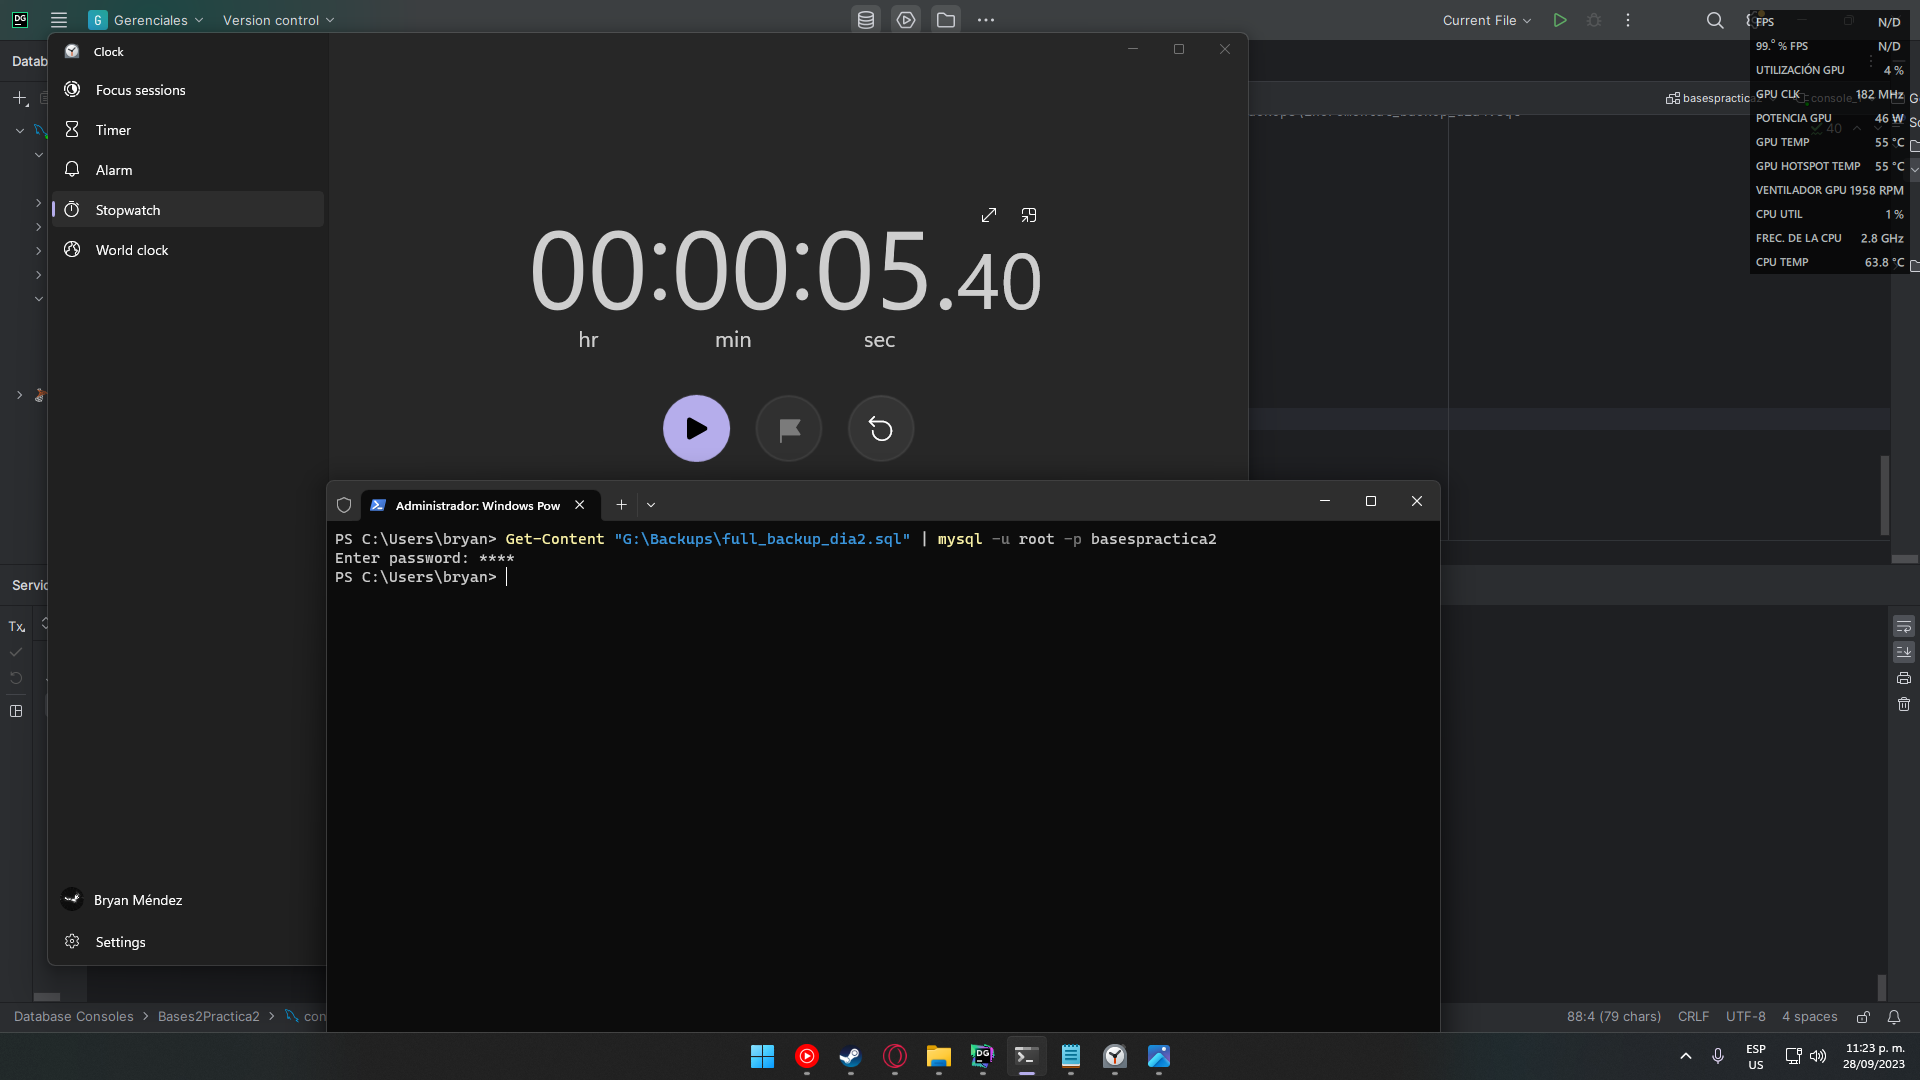 DG
G Gerenciales
Version control
Current File
Clock
Focus sessions
Timer
Alarm
Stopwatch
World clock
00:00:05.40
hr min sec
Bryan Méndez
Settings
FPS N/D
99.° % FPS N/D
UTILIZACIÓN GPU 4 %
GPU CLK 182 MHz
POTENCIA GPU 46 W
GPU TEMP 55 °C
GPU HOTSPOT TEMP 55 °C
VENTILADOR GPU 1958 RPM
CPU UTIL 1 %
FREC. DE LA CPU 2.8 GHz
CPU TEMP 63.8 °C
40
Tx
Administrador: Windows Pow
PS C:\Users\bryan> Get-Content "G:\Backups\full_backup_dia2.sql" | mysql -u root -p basespractica2
Enter password: ****
PS C:\Users\bryan>
Database Consoles > Bases2Practica2 >
88:4 (79 chars) CRLF UTF-8 4 spaces
DG
ESP
US
11:23 p. m.
28/09/2023